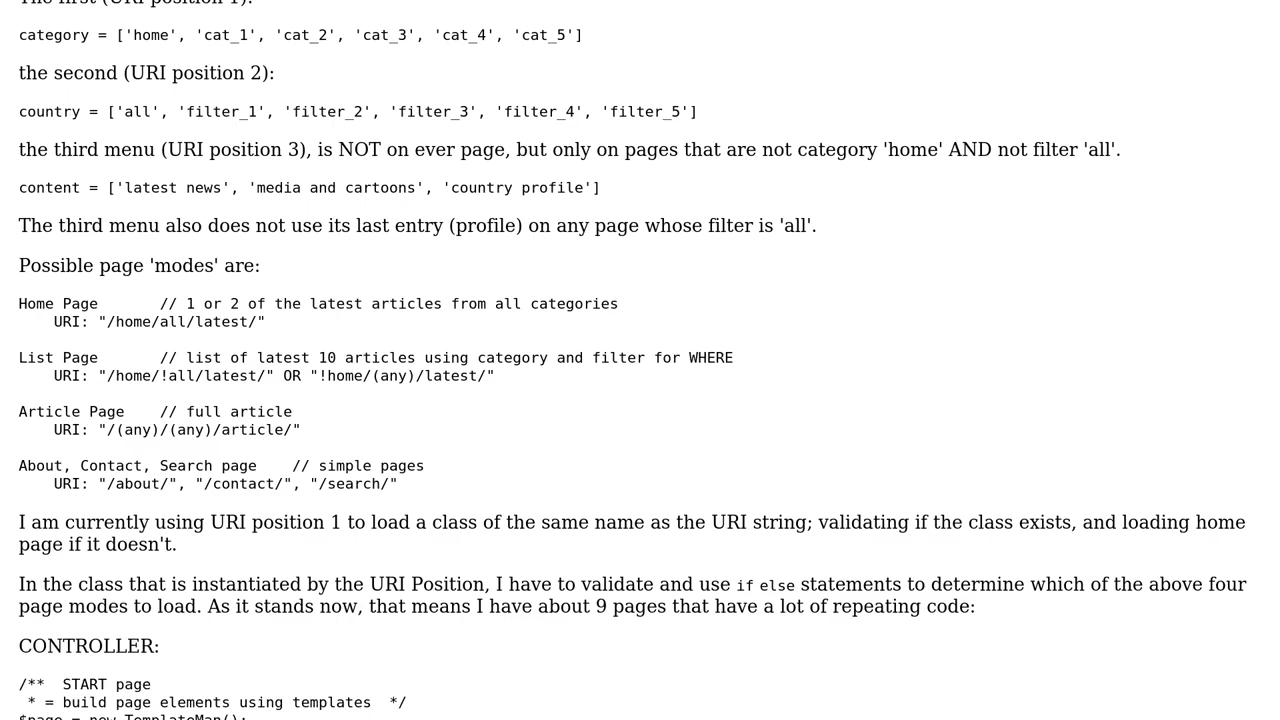 The first (URI position 1):
category = ['home', 'cat_1', 'cat_2', 'cat_3', 'cat_4', 'cat_5']
the second (URI position 2):
country = ['all', 'filter_1', 'filter_2', 'filter_3', 'filter_4', 'filter_5']
the third menu (URI position 3), is NOT on ever page, but only on pages that are not category 'home' AND not filter 'all'.
content = ['latest news', 'media and cartoons', 'country profile']
The third menu also does not use its last entry (profile) on any page whose filter is 'all'.
Possible page 'modes' are:
Home Page       // 1 or 2 of the latest articles from all categories
    URI: "/home/all/latest/"
List Page       // list of latest 10 articles using category and filter for WHERE
    URI: "/home/!all/latest/" OR "!home/(any)/latest/"
Article Page    // full article
    URI: "/(any)/(any)/article/"
About, Contact, Search page    // simple pages
    URI: "/about/", "/contact/", "/search/"
I am currently using URI position 1 to load a class of the same name as the URI string; validating if the class exists, and loading home
page if it doesn't.
In the class that is instantiated by the URI Position, I have to validate and use if else statements to determine which of the above four
page modes to load. As it stands now, that means I have about 9 pages that have a lot of repeating code:
CONTROLLER:
/**  START page
 * = build page elements using templates  */
$page = new TemplateMan();